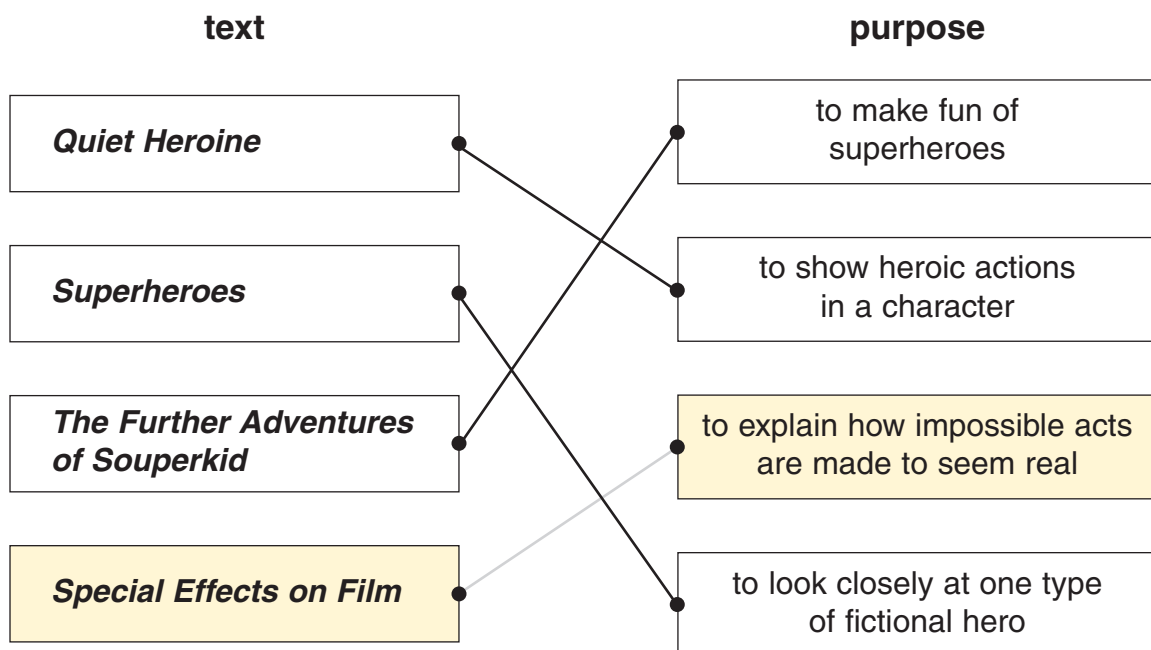 text
purpose
Quiet Heroine
Superheroes
The Further Adventures
of Souperkid
Special Effects on Film
to make fun of
superheroes
to show heroic actions
in a character
to explain how impossible acts
are made to seem real
to look closely at one type
of fictional hero